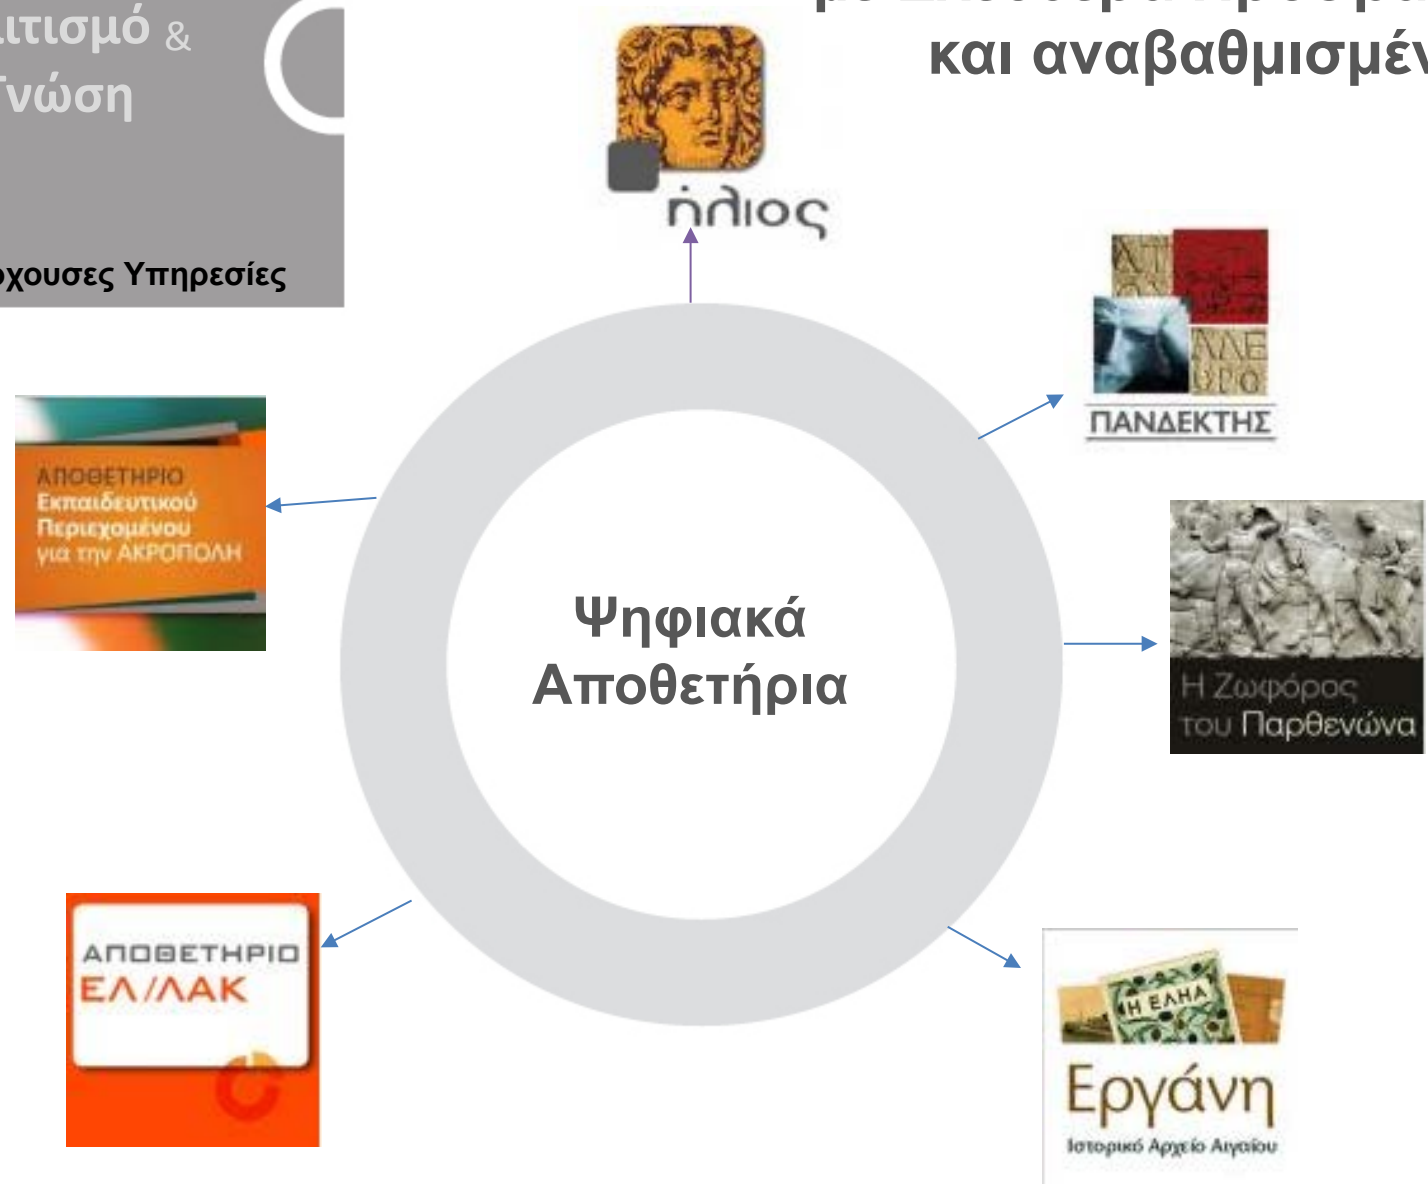 ιτισμό &
Γνώση
χουσες Υπηρεσίες
και αναβαθμισμέν
ήλιος
ΠΑΝΔΕΚΤΗΣ
ΑΠΟΘΕΤΗΡΙΟ
Εκπαιδευτικού
Περιεχομένου
για την ΑΚΡΟΠΟΛΗ
Η Ζωφόρος
του Παρθενώνα
Ψηφιακά
Αποθετήρια
ΑΠΟΘΕΤΗΡΙΟ
ΕΛ/ΛΑΚ
Η ΕΛΗΑ
Εργάνη
Ιστορικό Αρχείο Αιγαίου